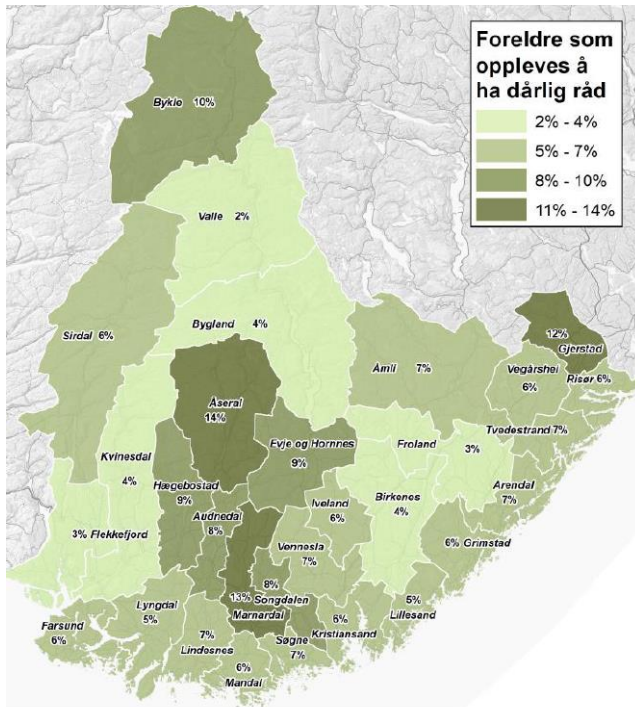 Foreldre som
oppleves å
ha dårlig råd
2% - 4%
5% - 7%
8% - 10%
11% - 14%
Bykle 10%
Valle 2%
Bygland 4%
Sirdal 6%
12%
Gjerstad
Åmli 7%
Vegårshei
6%
Risør 6%
Åseral
14%
Tvedestrand 7%
Evje og Hornnes
9%
Froland 3%
Kvinesdal
4%
Hægebostad
9%
Birkenes
4%
Arendal
7%
Iveland
6%
Audnedal
8%
3% Flekkefjord
Vennesla
7%
6% Grimstad
8%
Songdalen
13%
Marnardal
Lyngdal
5%
5%
Lillesand
6%
Kristiansand
Farsund
6%
7%
Lindesnes
Søgne
7%
6%
Mandal